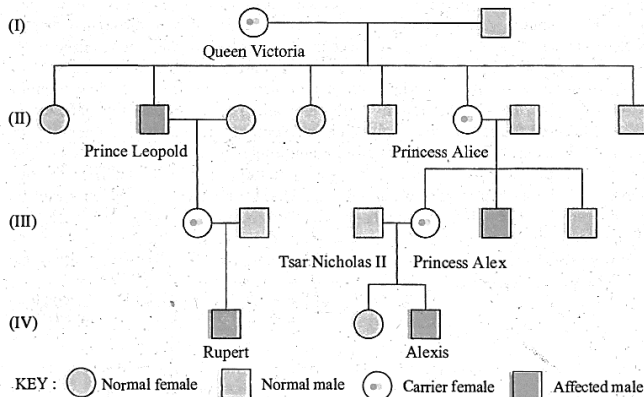 (I)
Queen Victoria
(II)
Prince Leopold
Princess Alice
(III)
Tsar Nicholas II
Princess Alex
(IV)
Rupert
Alexis
KEY : Normal female Normal male Carrier female Affected male